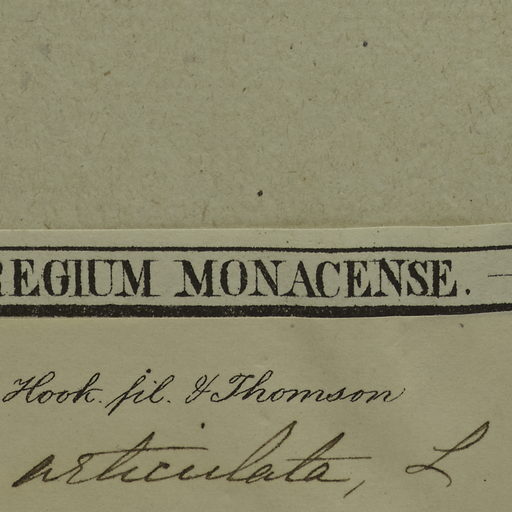 REGIUM MONACENSE.
Hook. fil. & Thomson
articulata, L